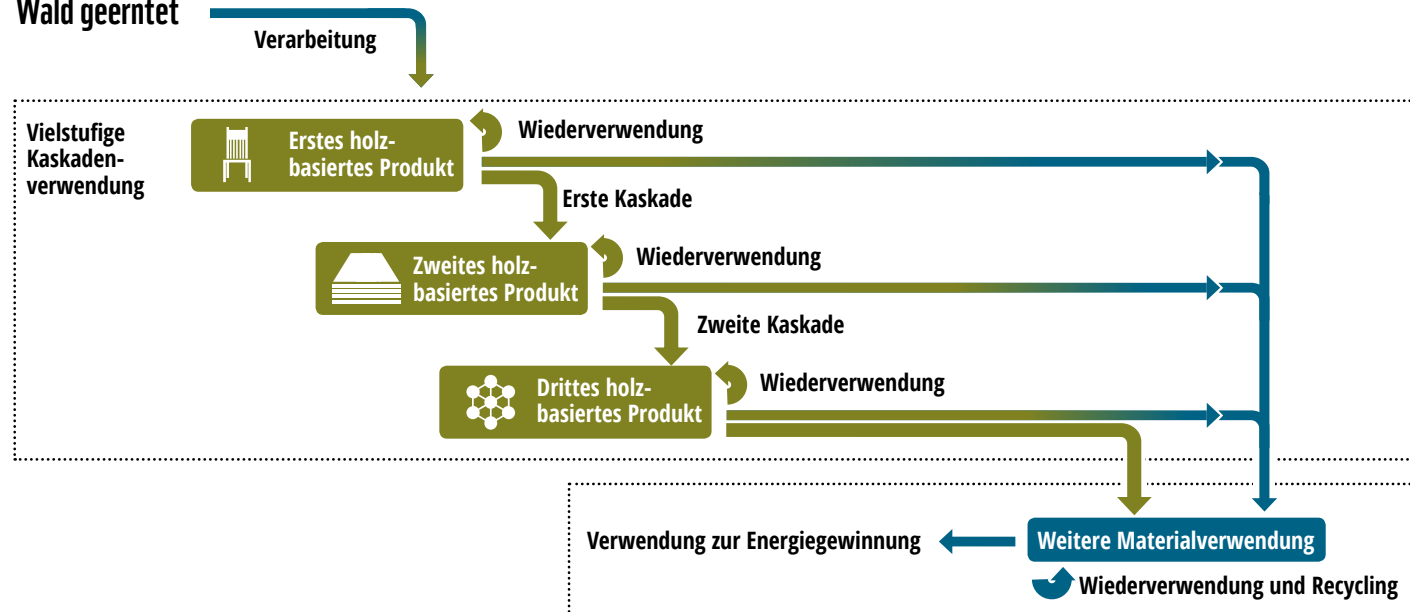 Wald geerntet
Verarbeitung
Vielstufige
Kaskaden-
verwendung
Erstes holz-
basiertes Produkt
Wiederverwendung
Erste Kaskade
Zweites holz-
basiertes Produkt
Wiederverwendung
Zweite Kaskade
Drittes holz-
basiertes Produkt
Wiederverwendung
Verwendung zur Energiegewinnung
Weitere Materialverwendung
Wiederverwendung und Recycling